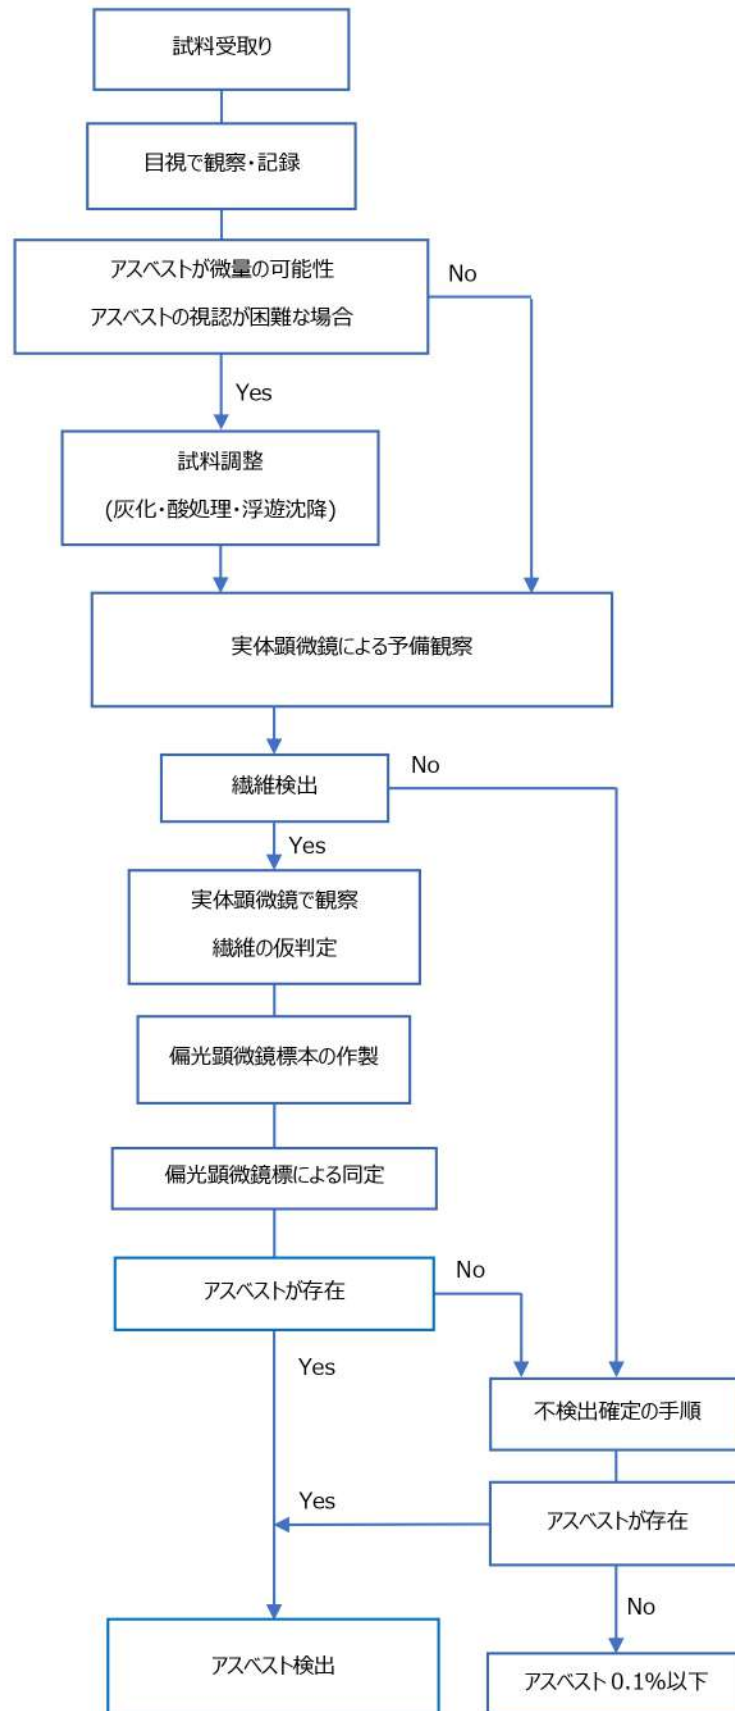 試料受取り
目視で観察・記録
アスベストが微量の可能性
アスベストの視認が困難な場合
No
Yes
試料調整
(灰化・酸処理・浮遊沈降)
実体顕微鏡による予備観察
繊維検出
No
Yes
実体顕微鏡で観察
繊維の仮判定
偏光顕微鏡標本の作製
偏光顕微鏡標による同定
アスベストが存在
No
Yes
不検出確定の手順
アスベストが存在
Yes
No
アスベスト検出
アスベスト 0.1%以下